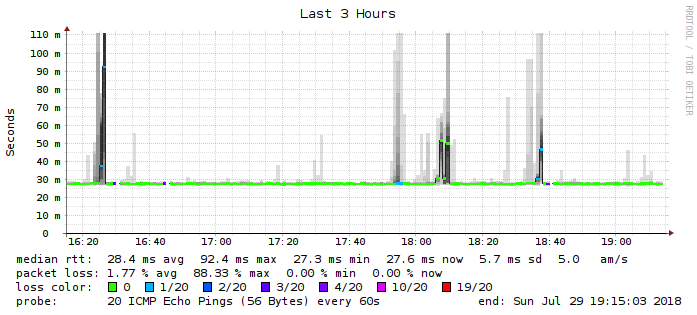 Last 3 Hours
RRDTOOL / TOBI OETIKER
Seconds
110 m
100 m
90 m
80 m
70 m
60 m
50 m
40 m
30 m
20 m
10 m
0
16:20 16:40 17:00 17:20 17:40 18:00 18:20 18:40 19:00
median rtt: 28.4 ms avg 92.4 ms max 27.3 ms min 27.6 ms now 5.7 ms sd 5.0 am/s
packet loss: 1.77 % avg 88.33 % max 0.00 % min 0.00 % now
loss color: 0 1/20 2/20 3/20 4/20 10/20 19/20
probe: 20 ICMP Echo Pings (56 Bytes) every 60s end: Sun Jul 29 19:15:03 2018